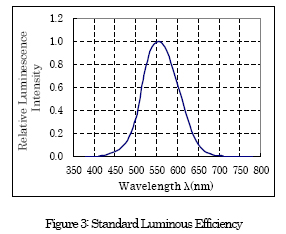 1.2
1.0
0.8
0.6
0.4
0.2
0.0
Relative Luminescence
Intensity
350 400 450 500 550 600 650 700 750 800
Wavelength λ(nm)
Figure 3: Standard Luminous Efficiency